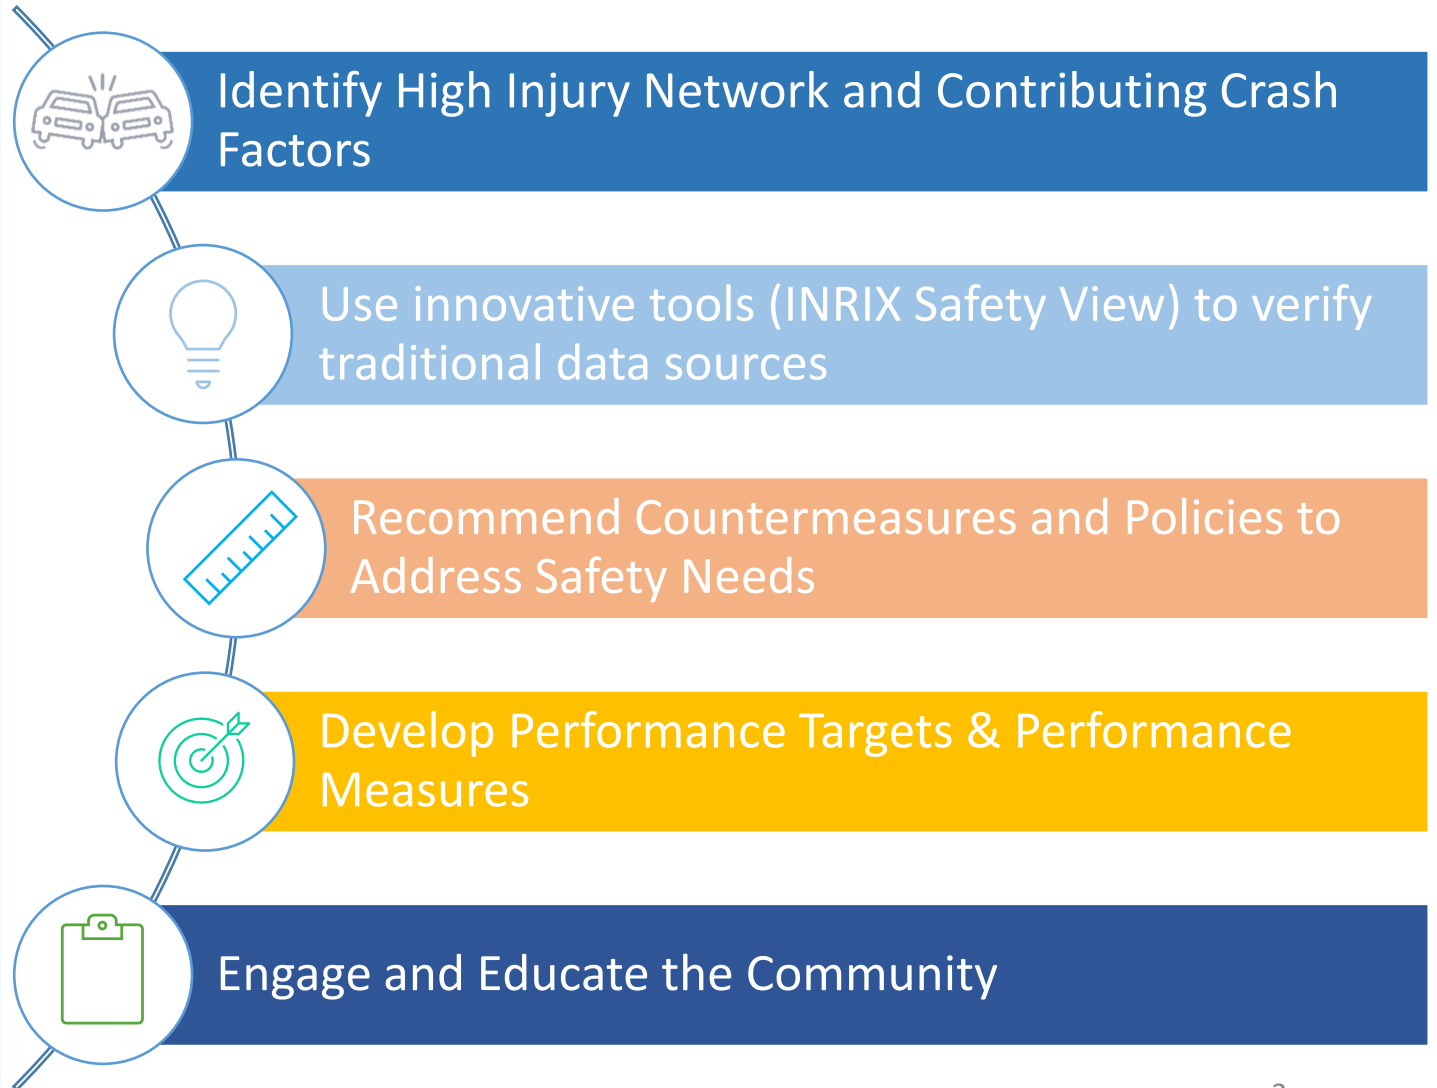 Identify High Injury Network and Contributing Crash
Factors
Use innovative tools (INRIX Safety View) to verify
traditional data sources
Recommend Countermeasures and Policies to
Address Safety Needs
Develop Performance Targets & Performance
Measures
Engage and Educate the Community